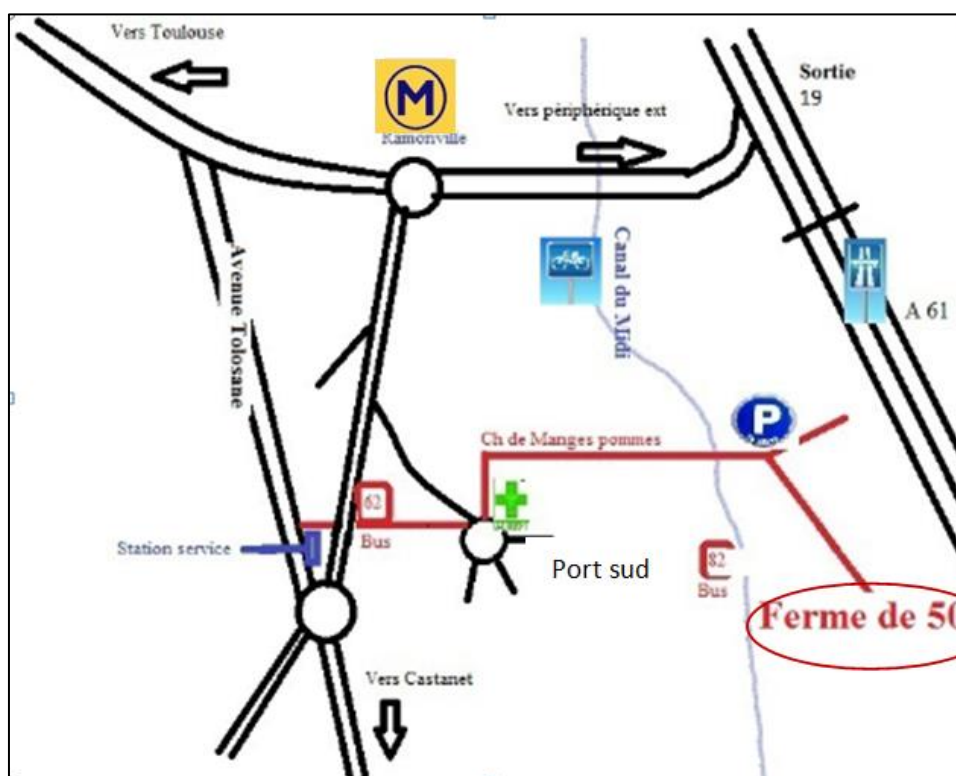 Vers Toulouse
M
Ramonville
Vers périphérique ext
Sortie
19
Avenue Tolosane
Canal du Midi
A 61
P
Ch de Manges pommes
62
Bus
Station service
Port sud
82
Bus
Ferme de 50
Vers Castanet